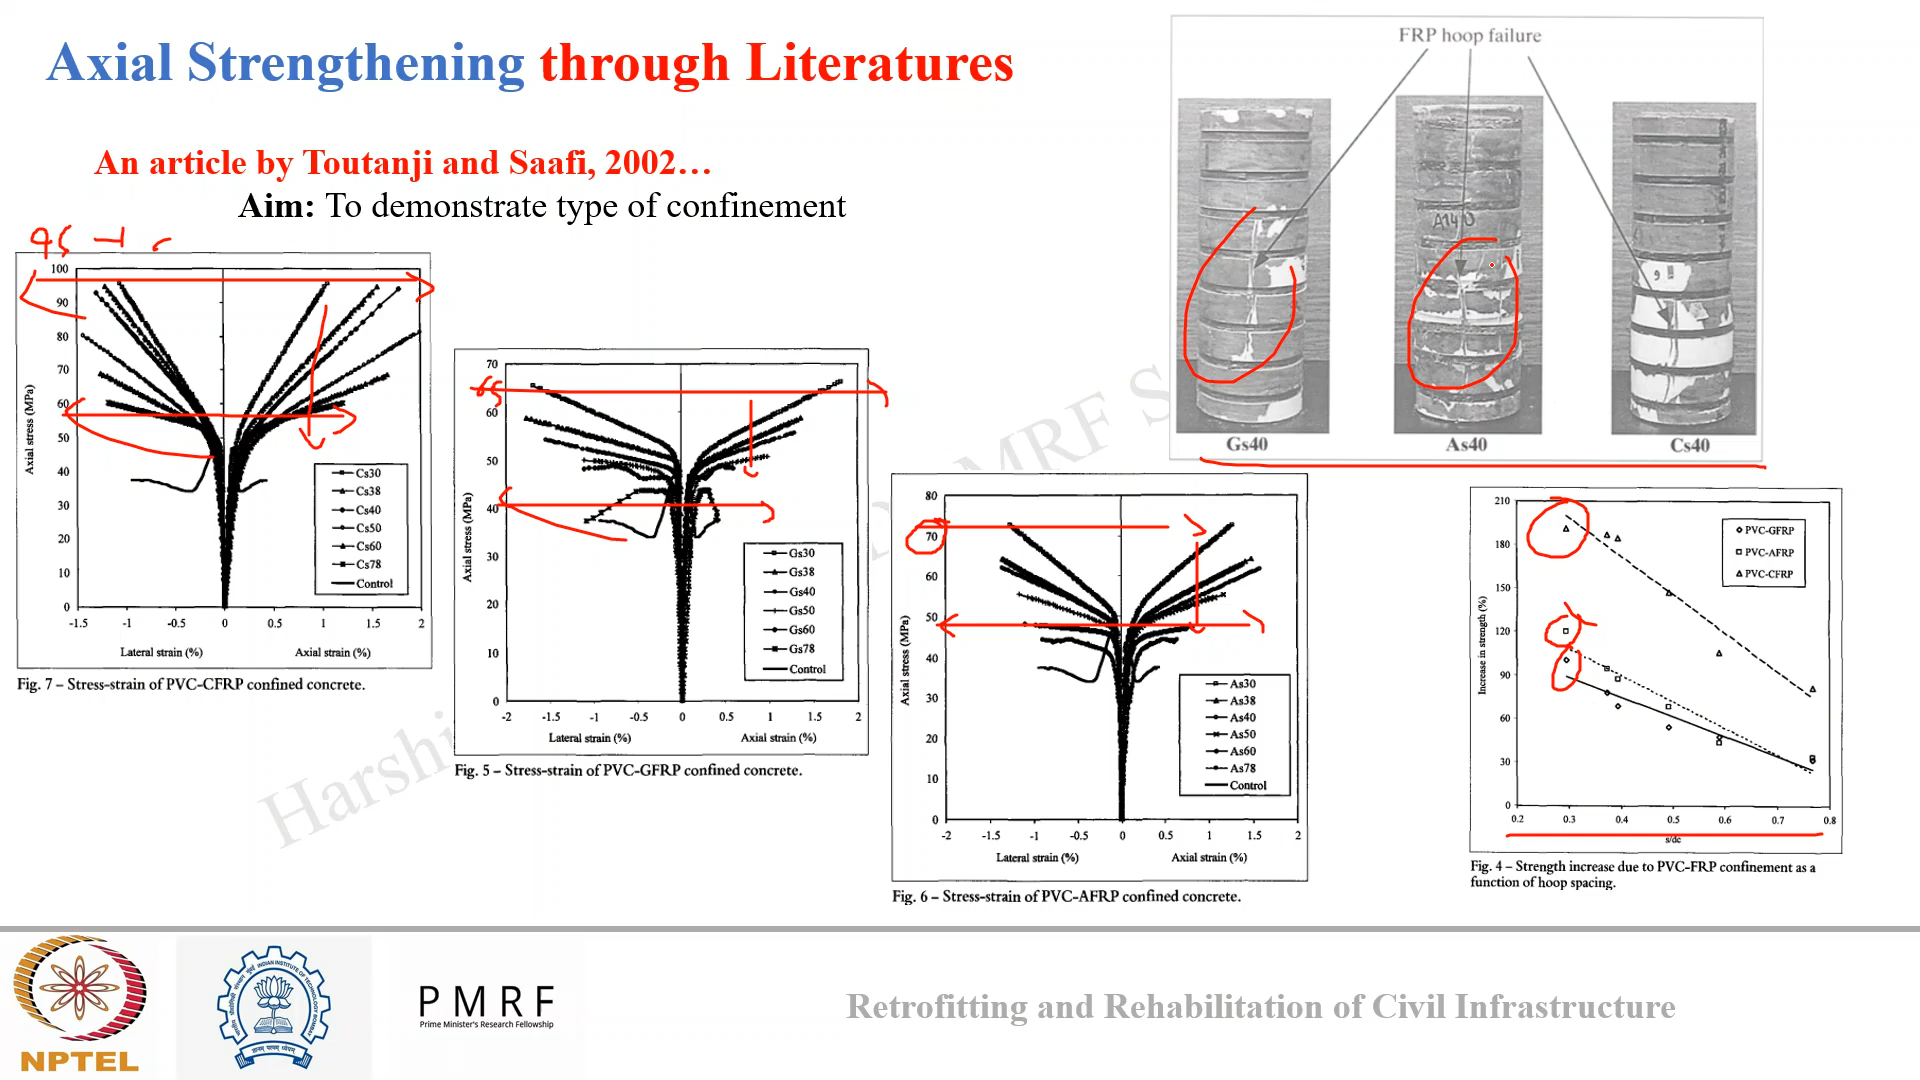 Axial Strengthening through Literatures
An article by Toutanji and Saafi, 2002…
Aim: To demonstrate type of confinement
95
100
90
80
70
60
50
40
30
20
10
0
Axial stress (MPa)
Cs30
Cs38
Cs40
Cs50
Cs60
Cs78
Control
-1.5 -1 -0.5 0 0.5 1 1.5 2
Lateral strain (%) Axial strain (%)
Fig. 7 – Stress-strain of PVC-CFRP confined concrete.
65
70
60
50
40
30
20
10
0
Axial stress (MPa)
Gs30
Gs38
Gs40
Gs50
Gs60
Gs78
Control
-2 -1.5 -1 -0.5 0 0.5 1 1.5 2
Lateral strain (%) Axial strain (%)
Fig. 5 – Stress-strain of PVC-GFRP confined concrete.
80
70
60
50
40
30
20
10
0
Axial stress (MPa)
As30
As38
As40
As50
As60
As78
Control
-2 -1.5 -1 -0.5 0 0.5 1 1.5 2
Lateral strain (%) Axial strain (%)
Fig. 6 – Stress-strain of PVC-AFRP confined concrete.
FRP hoop failure
Gs40 As40 Cs40
210
180
150
120
90
60
30
0
Increase in strength (%)
PVC-GFRP
PVC-AFRP
PVC-CFRP
0.2 0.3 0.4 0.5 0.6 0.7 0.8
s/dc
Fig. 4 – Strength increase due to PVC-FRP confinement as a
function of hoop spacing.
Harshi
PMRF S
NPTEL
INDIAN INSTITUTE OF TECHNOLOGY BOMBAY
PMRF
Prime Minister's Research Fellowship
Retrofitting and Rehabilitation of Civil Infrastructure